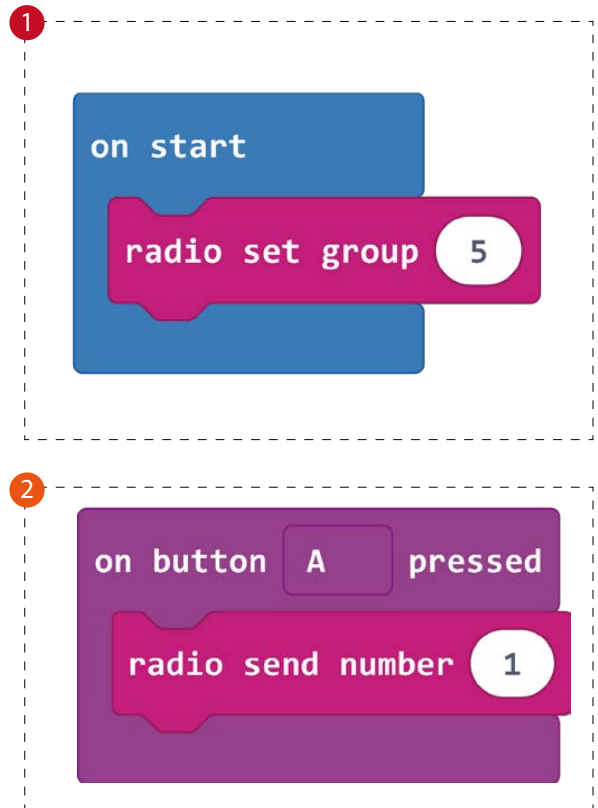 1
on start
radio set group 5
2
on button A pressed
radio send number 1